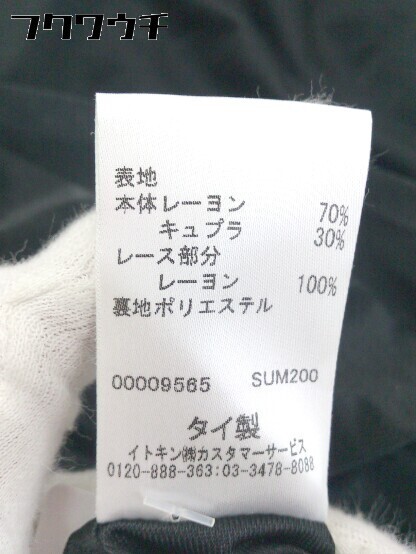 フクワウチ
表地
本体レーヨン 70%
キュプラ 30%
レース部分
レーヨン 100%
裏地ポリエステル
00009565 SUM200
タイ製
イトキン㈱カスタマーサービス
0120-888-363:03-3478-8088